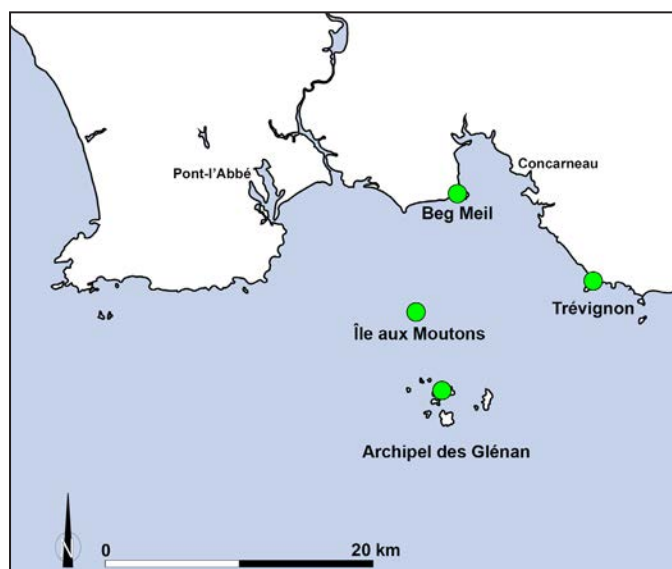 Concarneau
Pont-l'Abbé
Beg Meil
Trévignon
Île aux Moutons
Archipel des Glénan
N
0 20 km